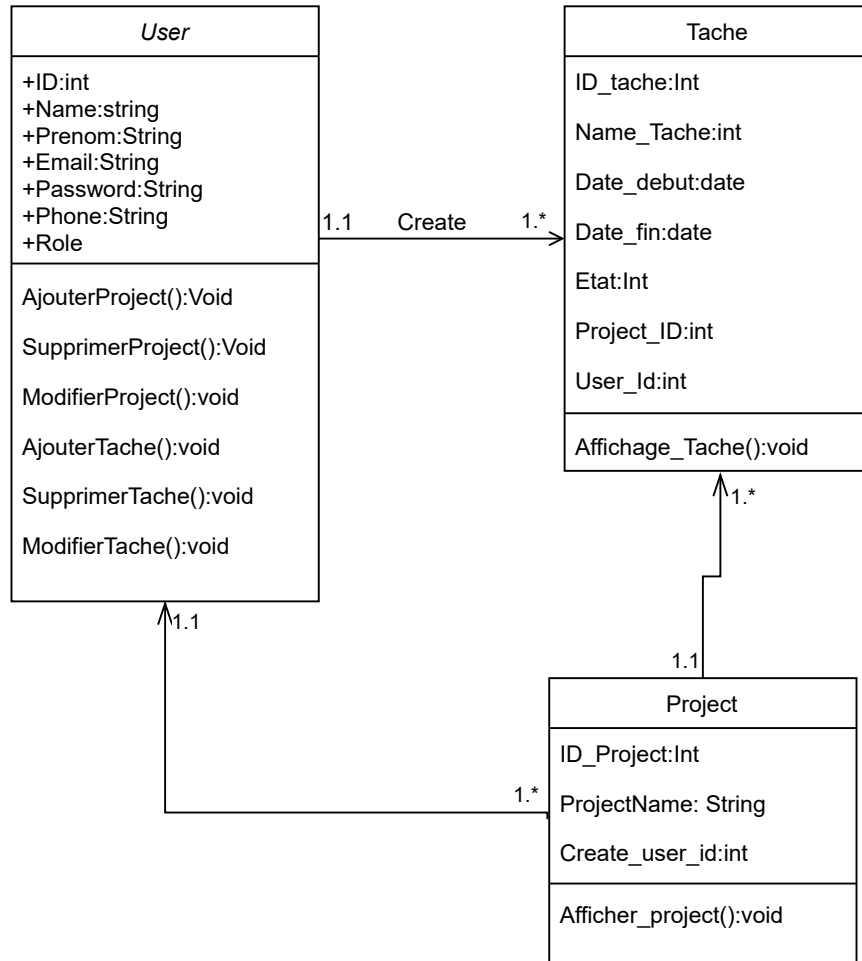 User
+ID:int
+Name:string
+Prenom:String
+Email:String
+Password:String
+Phone:String
+Role
AjouterProject():Void
SupprimerProject():Void
ModifierProject():void
AjouterTache():void
SupprimerTache():void
ModifierTache():void
1.1 Create 1.*
Tache
ID_tache:Int
Name_Tache:int
Date_debut:date
Date_fin:date
Etat:Int
Project_ID:int
User_Id:int
Affichage_Tache():void
1.*
1.1
1.1
1.*
Project
ID_Project:Int
ProjectName: String
Create_user_id:int
Afficher_project():void